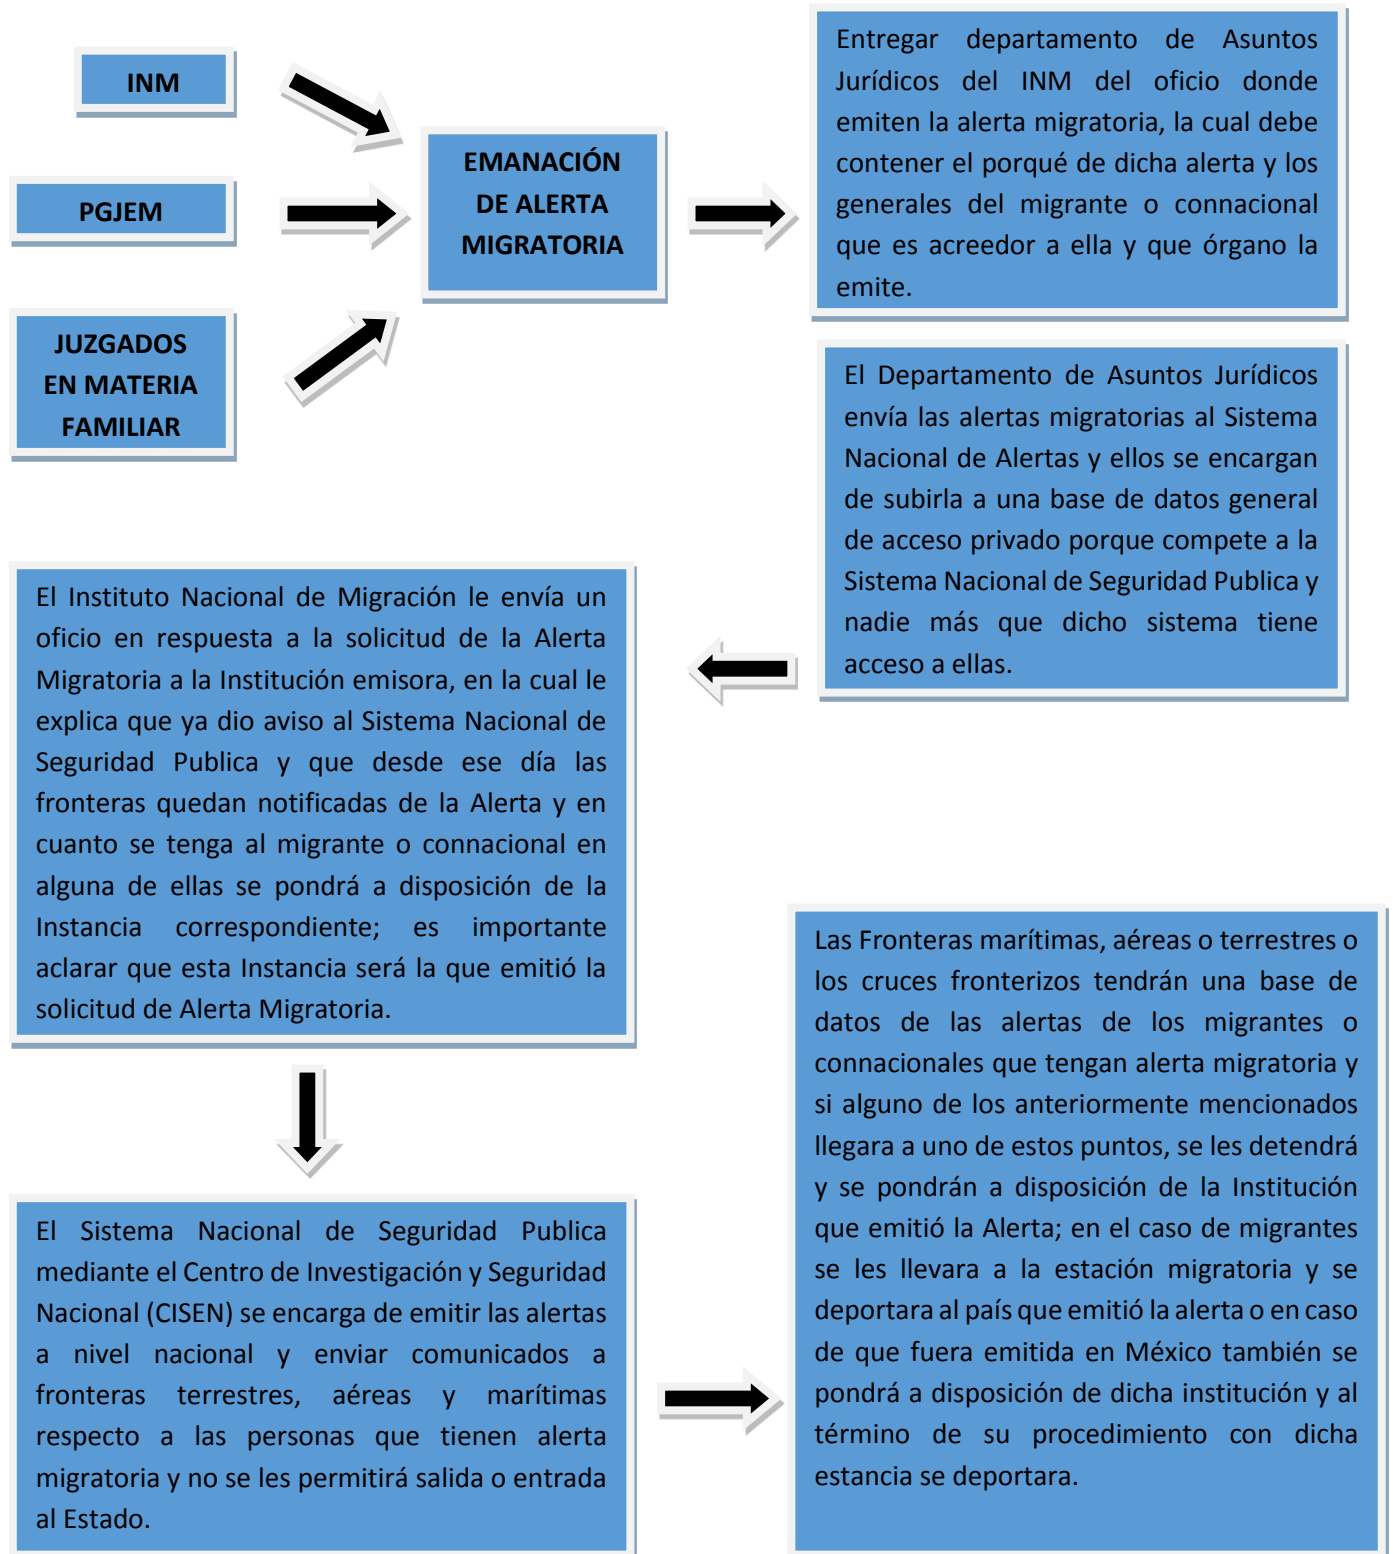 INM
PGJEM
JUZGADOS
EN MATERIA
FAMILIAR
EMANACIÓN
DE ALERTA
MIGRATORIA
Entregar departamento de Asuntos
Jurídicos del INM del oficio donde
emiten la alerta migratoria, la cual debe
contener el porqué de dicha alerta y los
generales del migrante o connacional
que es acreedor a ella y que órgano la
emite.
El Departamento de Asuntos Jurídicos
envía las alertas migratorias al Sistema
Nacional de Alertas y ellos se encargan
de subirla a una base de datos general
de acceso privado porque compete a la
Sistema Nacional de Seguridad Publica y
nadie más que dicho sistema tiene
acceso a ellas.
El Instituto Nacional de Migración le envía un
oficio en respuesta a la solicitud de la Alerta
Migratoria a la Institución emisora, en la cual le
explica que ya dio aviso al Sistema Nacional de
Seguridad Publica y que desde ese día las
fronteras quedan notificadas de la Alerta y en
cuanto se tenga al migrante o connacional en
alguna de ellas se pondrá a disposición de la
Instancia correspondiente; es importante
aclarar que esta Instancia será la que emitió la
solicitud de Alerta Migratoria.
El Sistema Nacional de Seguridad Publica
mediante el Centro de Investigación y Seguridad
Nacional (CISEN) se encarga de emitir las alertas
a nivel nacional y enviar comunicados a
fronteras terrestres, aéreas y marítimas
respecto a las personas que tienen alerta
migratoria y no se les permitirá salida o entrada
al Estado.
Las Fronteras marítimas, aéreas o terrestres o
los cruces fronterizos tendrán una base de
datos de las alertas de los migrantes o
connacionales que tengan alerta migratoria y
si alguno de los anteriormente mencionados
llegara a uno de estos puntos, se les detendrá
y se pondrán a disposición de la Institución
que emitió la Alerta; en el caso de migrantes
se les llevara a la estación migratoria y se
deportara al país que emitió la alerta o en caso
de que fuera emitida en México también se
pondrá a disposición de dicha institución y al
término de su procedimiento con dicha
estancia se deportara.